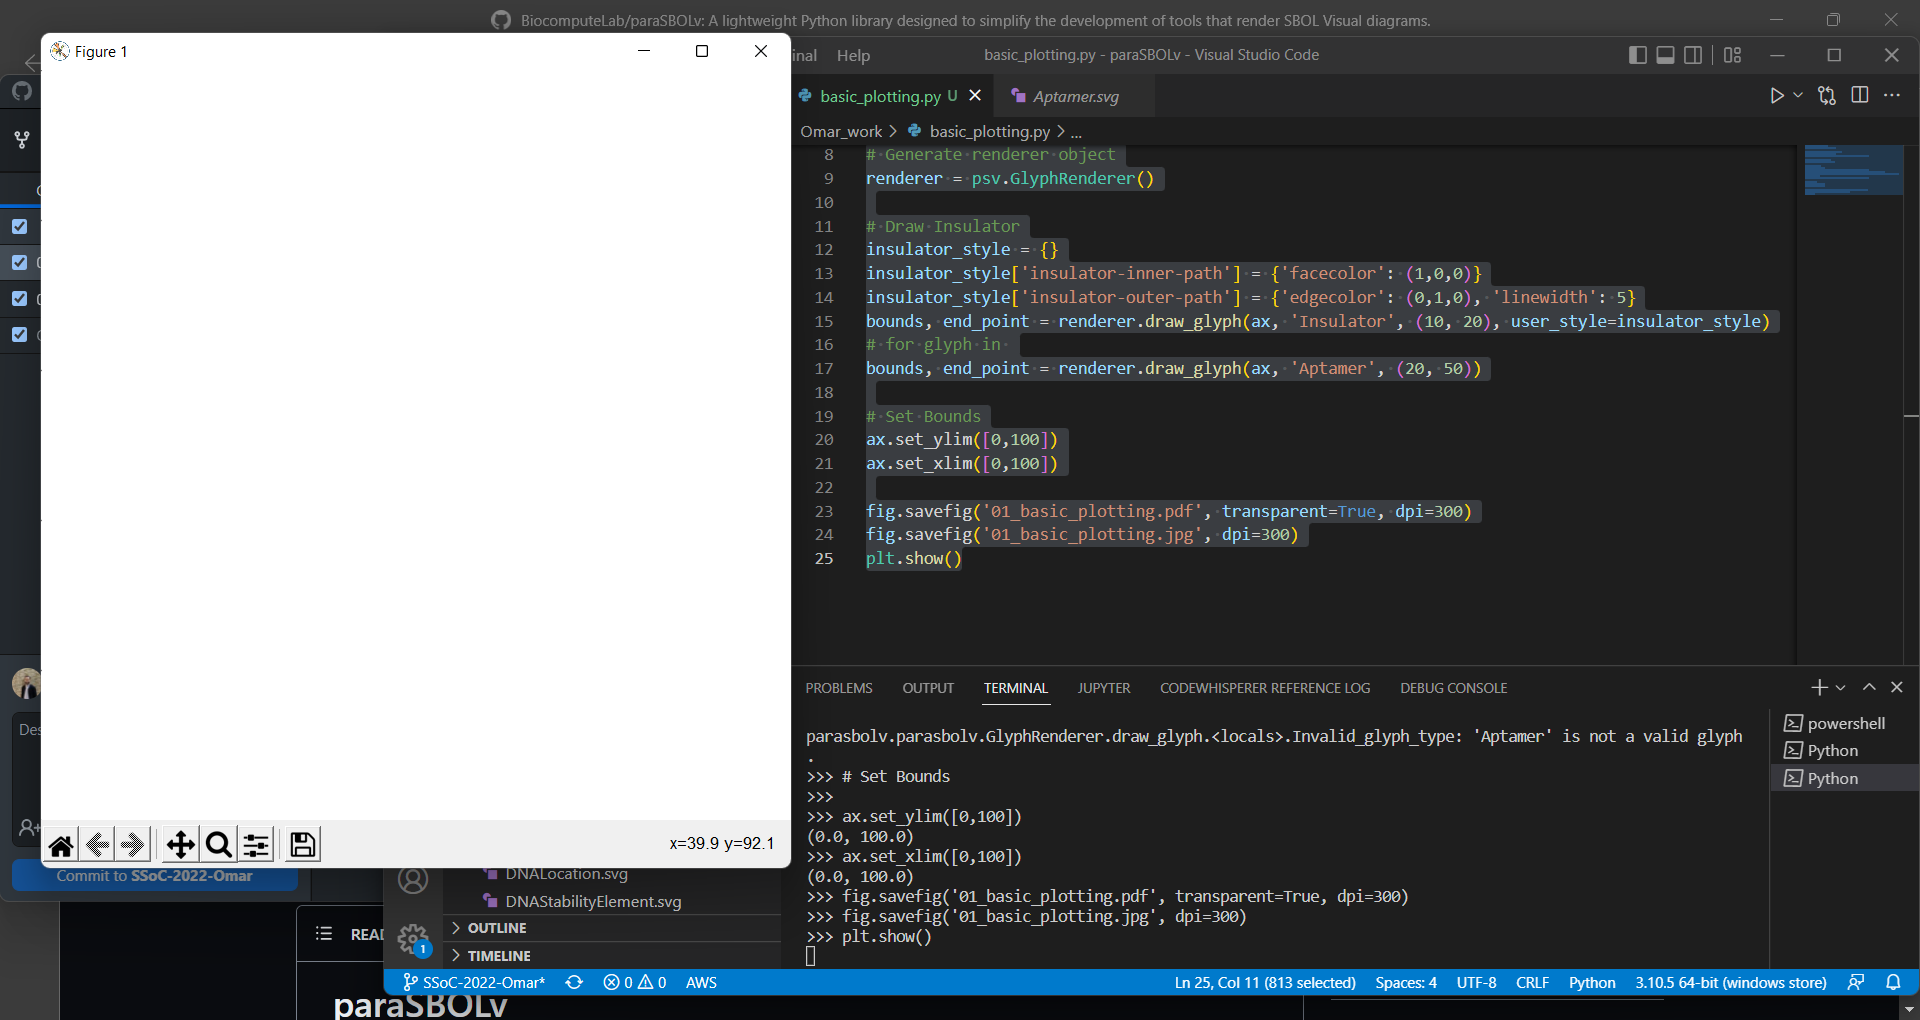 BiocomputeLab/paraSBOLv: A lightweight Python library designed to simplify the development of tools that render SBOL Visual diagrams.
Figure 1
inal Help
basic_plotting.py - paraSBOLv - Visual Studio Code
basic_plotting.py U
Aptamer.svg
Omar_work > basic_plotting.py > ...
8 # Generate renderer object
9 renderer = psv.GlyphRenderer()
10
11 # Draw Insulator
12 insulator_style = {}
13 insulator_style['insulator-inner-path'] = {'facecolor': (1,0,0)}
14 insulator_style['insulator-outer-path'] = {'edgecolor': (0,1,0), 'linewidth': 5}
15 bounds, end_point = renderer.draw_glyph(ax, 'Insulator', (10, 20), user_style=insulator_style)
16 # for glyph in
17 bounds, end_point = renderer.draw_glyph(ax, 'Aptamer', (20, 50))
18
19 # Set Bounds
20 ax.set_ylim([0,100])
21 ax.set_xlim([0,100])
22
23 fig.savefig('01_basic_plotting.pdf', transparent=True, dpi=300)
24 fig.savefig('01_basic_plotting.jpg', dpi=300)
25 plt.show()
PROBLEMS OUTPUT TERMINAL JUPYTER CODEWHISPERER REFERENCE LOG DEBUG CONSOLE
parasbolv.parasbolv.GlyphRenderer.draw_glyph.<locals>.Invalid_glyph_type: 'Aptamer' is not a valid glyph
.
>>> # Set Bounds
>>>
>>> ax.set_ylim([0,100])
(0.0, 100.0)
>>> ax.set_xlim([0,100])
(0.0, 100.0)
>>> fig.savefig('01_basic_plotting.pdf', transparent=True, dpi=300)
>>> fig.savefig('01_basic_plotting.jpg', dpi=300)
>>> plt.show()
powershell
Python
Python
Des
x=39.9 y=92.1
Commit to SSoC-2022-Omar
DNALocation.svg
DNAStabilityElement.svg
OUTLINE
TIMELINE
READ
1
SSoC-2022-Omar* 0 0 AWS
Ln 25, Col 11 (813 selected) Spaces: 4 UTF-8 CRLF Python 3.10.5 64-bit (windows store)
paraSBOLv